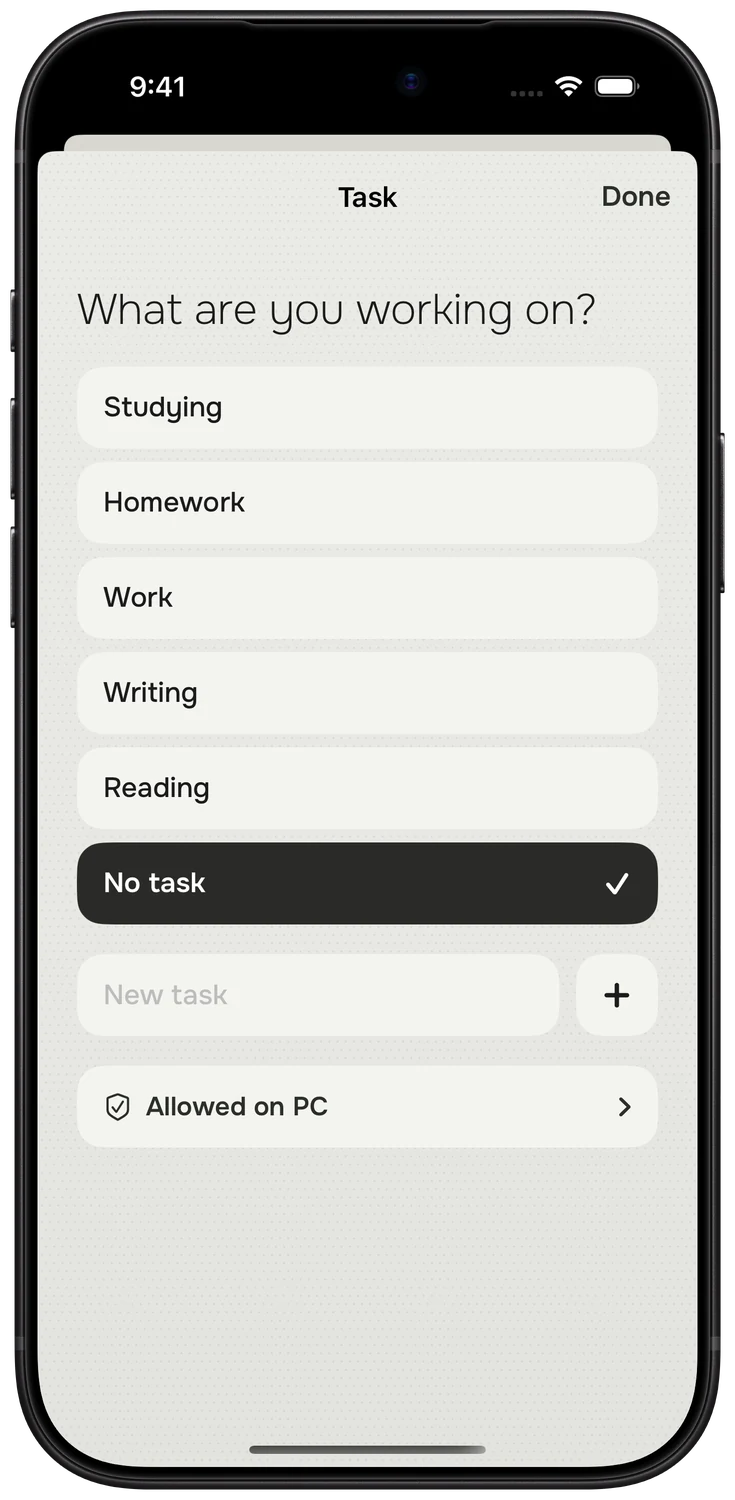 9:41
Task
Done
What are you working on?
Studying
Homework
Work
Writing
Reading
No task
New task
Allowed on PC